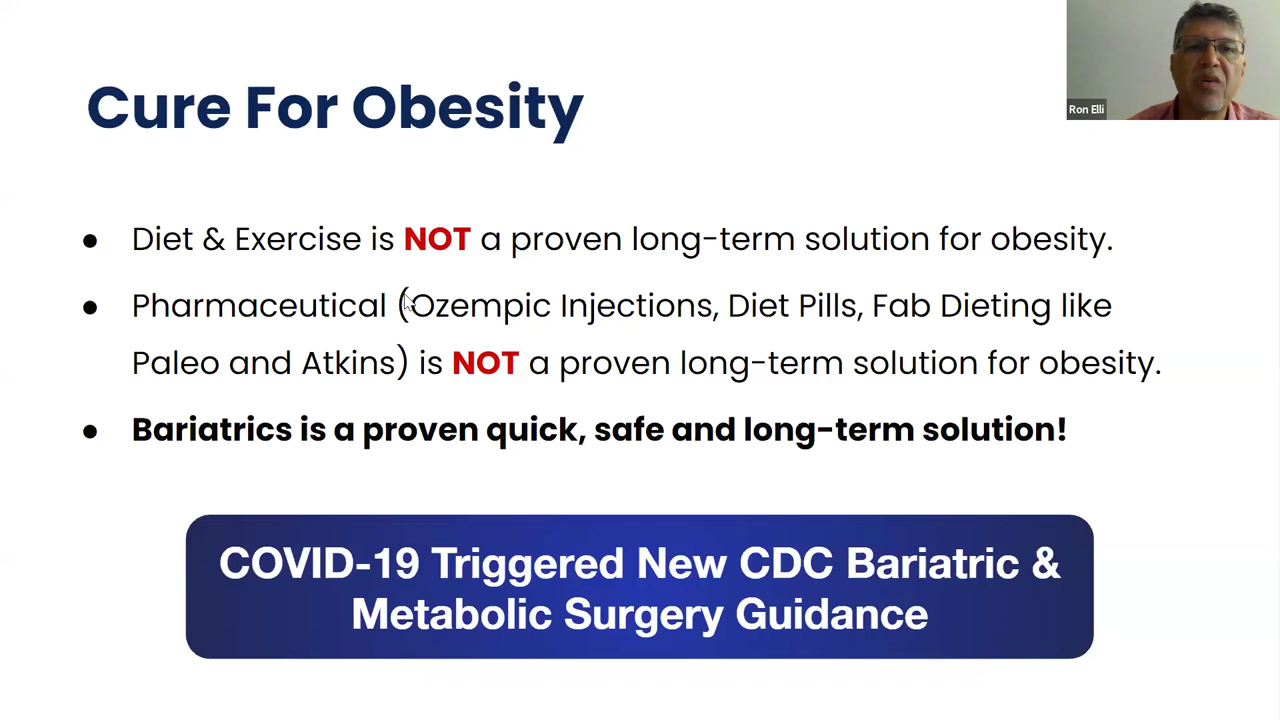 Cure For Obesity
Ron Elli
● Diet & Exercise is NOT a proven long-term solution for obesity.
● Pharmaceutical (Ozempic Injections, Diet Pills, Fab Dieting like
Paleo and Atkins) is NOT a proven long-term solution for obesity.
● Bariatrics is a proven quick, safe and long-term solution!
COVID-19 Triggered New CDC Bariatric &
Metabolic Surgery Guidance